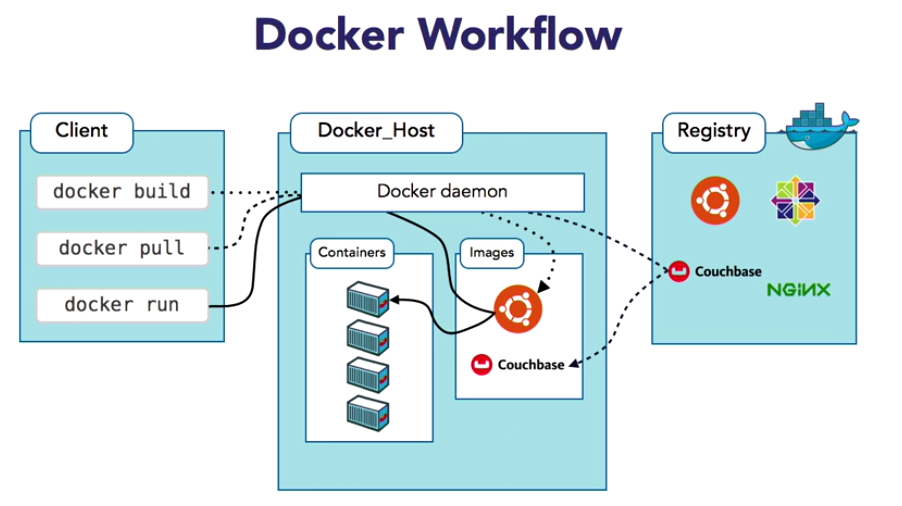 Docker Workflow
Client
docker build
docker pull
docker run
Docker_Host
Docker daemon
Containers
Images
Couchbase
Registry
Couchbase
NGINX